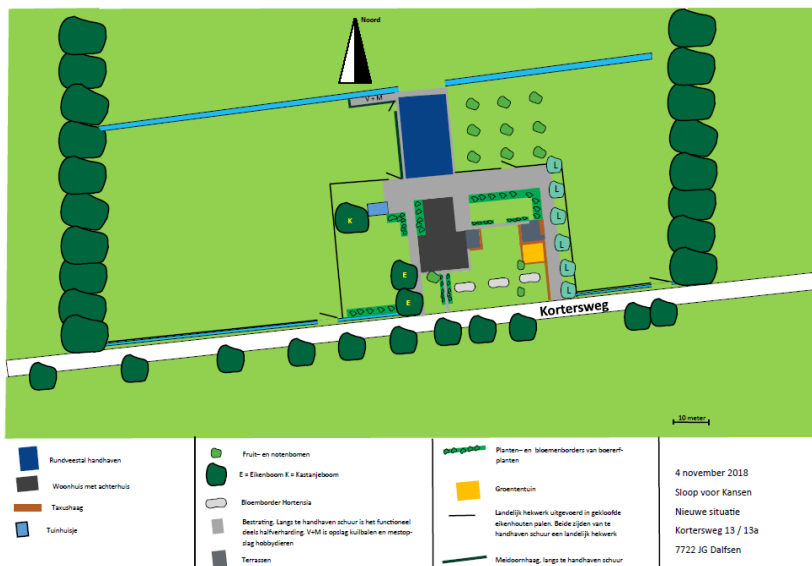 Noord
V + M
K
L
L
L
L
L
L
E
E
Kortersweg
10 meter
Rundveestal handhaven
Woonhuis met achterhuis
Taxushaag
Tuinhuisje
Fruit– en notenbomen
E = Eikenboom K = Kastanjeboom
Bloemborder Hortensia
Bestrating. Langs te handhaven schuur is het functioneel
deels halfverharding. V+M is opslag kuilbalen en mestop-
slag hobbydieren
Terrassen
Planten– en bloemenborders van boererf-
planten
Groententuin
Landelijk hekwerk uitgevoerd in gekloofde
eikenhouten palen. Beide zijden van te
handhaven schuur een landelijk hekwerk
Meidoornhaag, langs te handhaven schuur
4 november 2018
Sloop voor Kansen
Nieuwe situatie
Kortersweg 13 / 13a
7722 JG Dalfsen